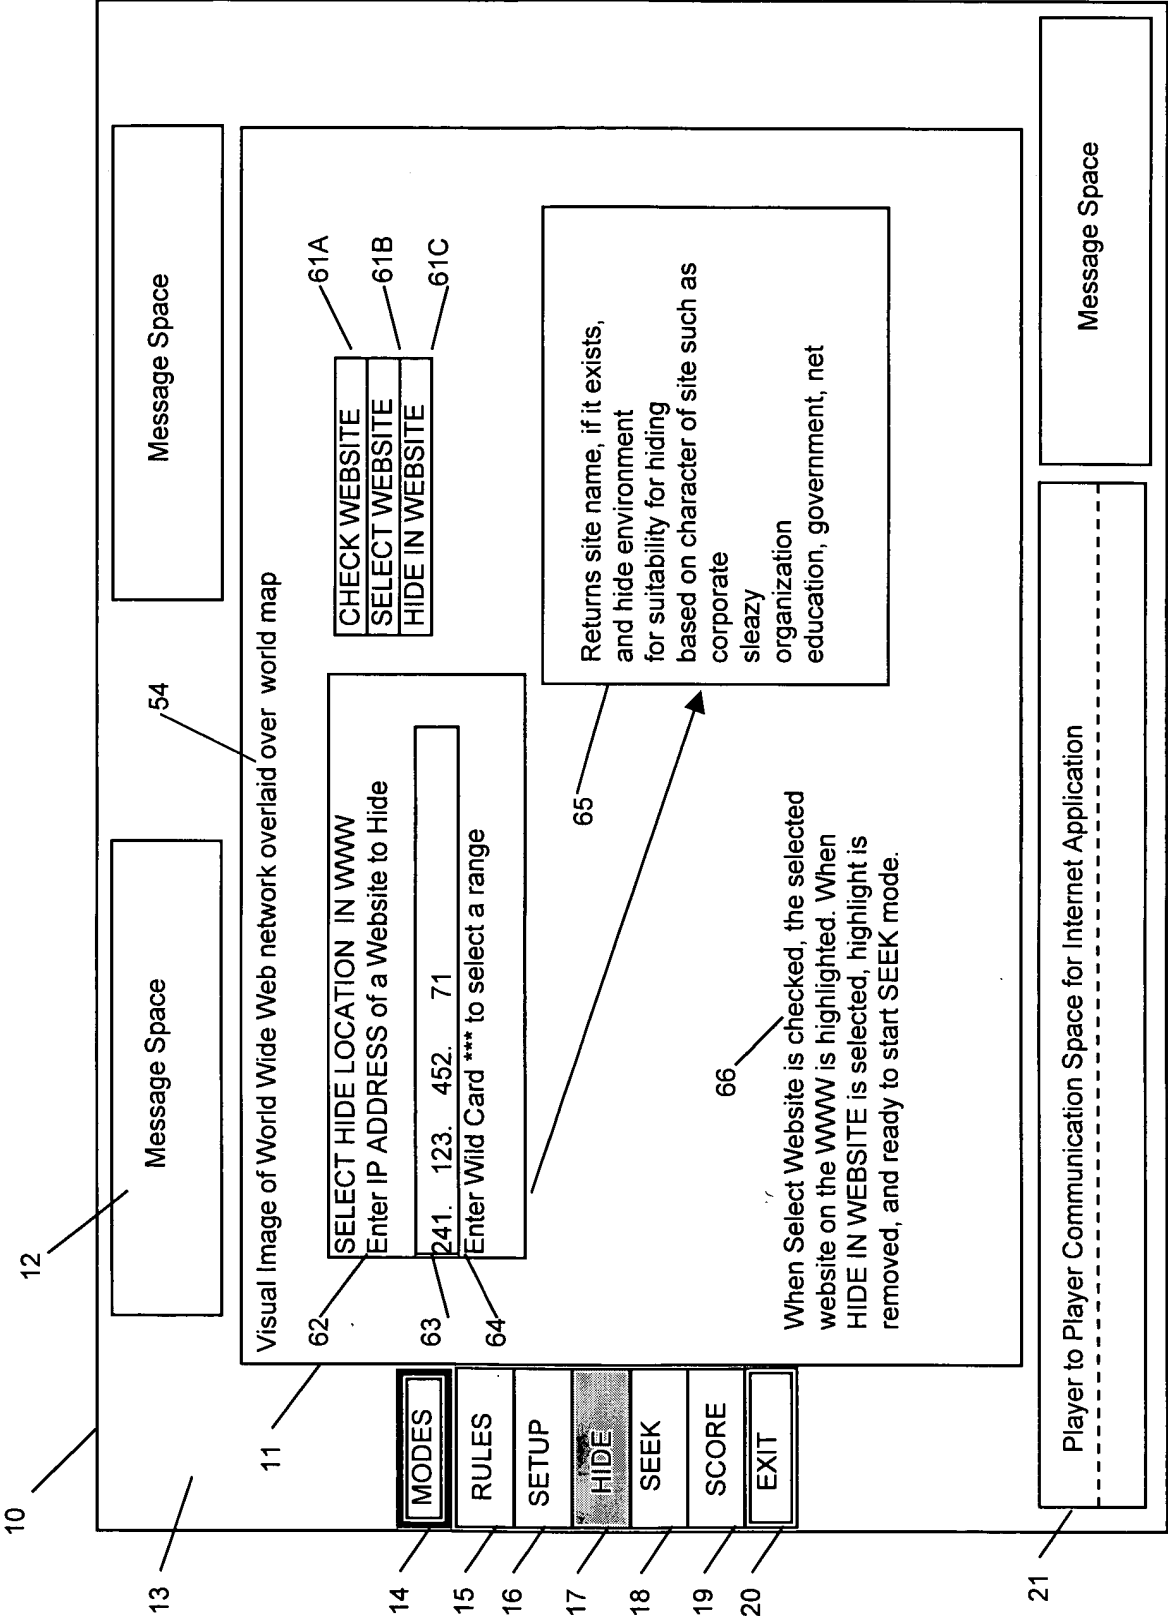 10
12
13
Message Space
Message Space
54
11
Visual Image of World Wide Web network overlaid over world map
62
SELECT HIDE LOCATION IN WWW
Enter IP ADDRESS of a Website to Hide
63
241. 123. 452. 71
64
Enter Wild Card *** to select a range
CHECK WEBSITE
SELECT WEBSITE
HIDE IN WEBSITE
61A
61B
61C
14
MODES
15
RULES
16
SETUP
17
HIDE
18
SEEK
19
SCORE
20
EXIT
65
Returns site name, if it exists,
and hide environment
for suitability for hiding
based on character of site such as
corporate
sleazy
organization
education, government, net
66
When Select Website is checked, the selected
website on the WWW is highlighted. When
HIDE IN WEBSITE is selected, highlight is
removed, and ready to start SEEK mode.
21
Player to Player Communication Space for Internet Application
Message Space